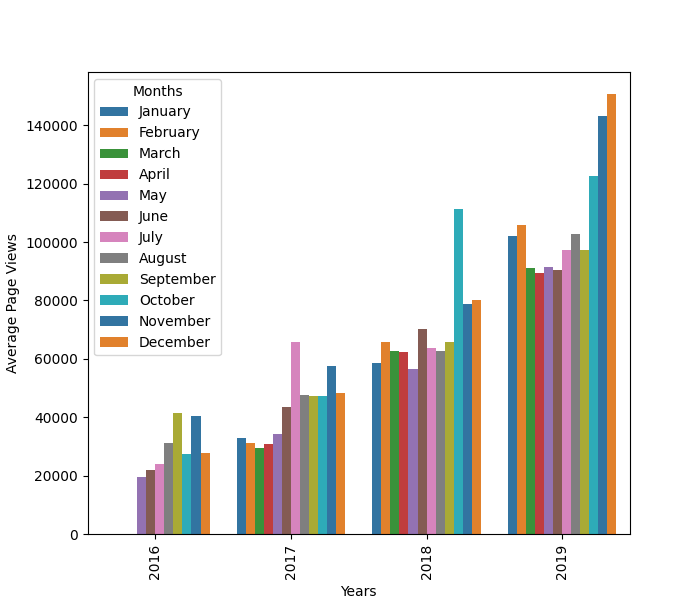 Months
January
February
March
April
May
June
July
August
September
October
November
December
Average Page Views
140000
120000
100000
80000
60000
40000
20000
0
2016
2017
2018
2019
Years